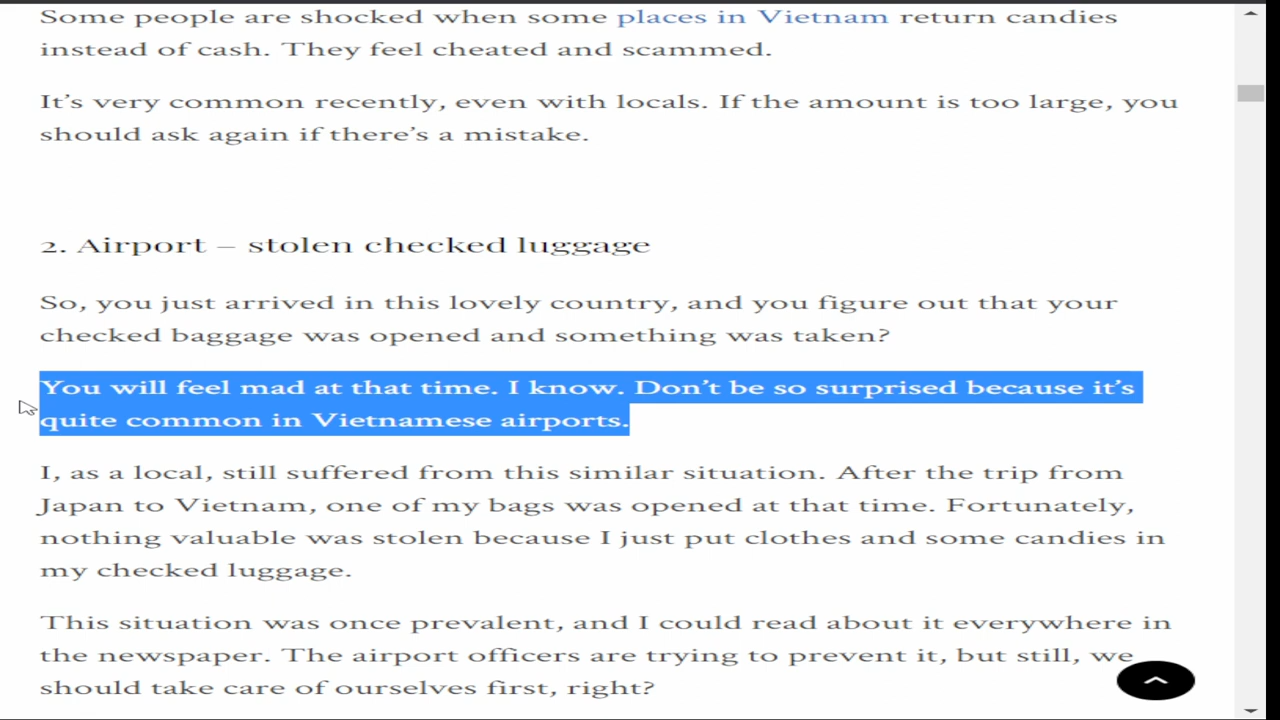 Some people are shocked when some places in Vietnam return candies
instead of cash. They feel cheated and scammed.
It’s very common recently, even with locals. If the amount is too large, you
should ask again if there’s a mistake.
2. Airport – stolen checked luggage
So, you just arrived in this lovely country, and you figure out that your
checked baggage was opened and something was taken?
You will feel mad at that time. I know. Don’t be so surprised because it’s
quite common in Vietnamese airports.
I, as a local, still suffered from this similar situation. After the trip from
Japan to Vietnam, one of my bags was opened at that time. Fortunately,
nothing valuable was stolen because I just put clothes and some candies in
my checked luggage.
This situation was once prevalent, and I could read about it everywhere in
the newspaper. The airport officers are trying to prevent it, but still, we
should take care of ourselves first, right?